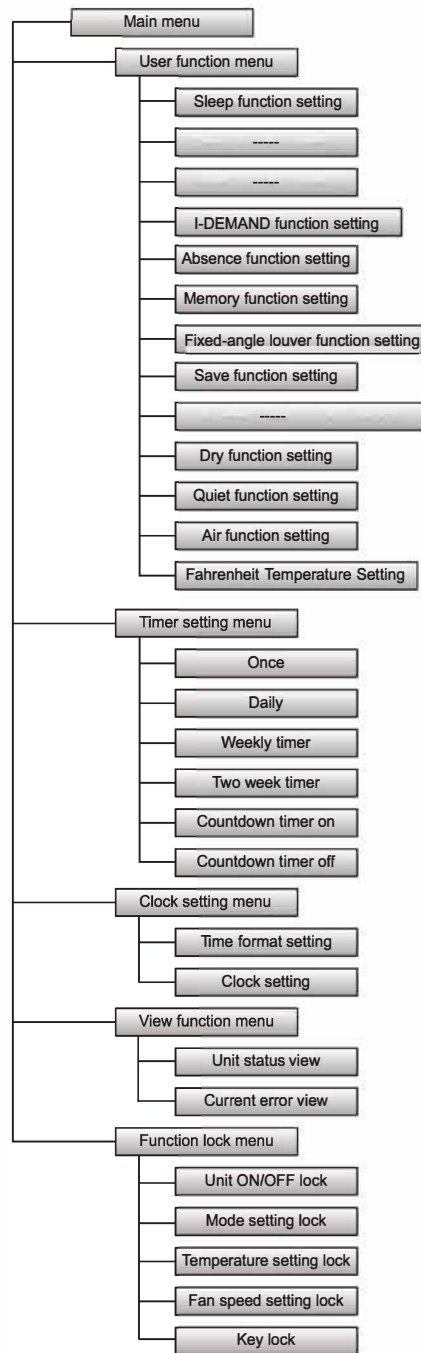 Main menu
User function menu
Sleep function setting
-----
-----
I-DEMAND function setting
Absence function setting
Memory function setting
Fixed-angle louver function setting
Save function setting
-----
Dry function setting
Quiet function setting
Air function setting
Fahrenheit Temperature Setting
Timer setting menu
Once
Daily
Weekly timer
Two week timer
Countdown timer on
Countdown timer off
Clock setting menu
Time format setting
Clock setting
View function menu
Unit status view
Current error view
Function lock menu
Unit ON/OFF lock
Mode setting lock
Temperature setting lock
Fan speed setting lock
Key lock